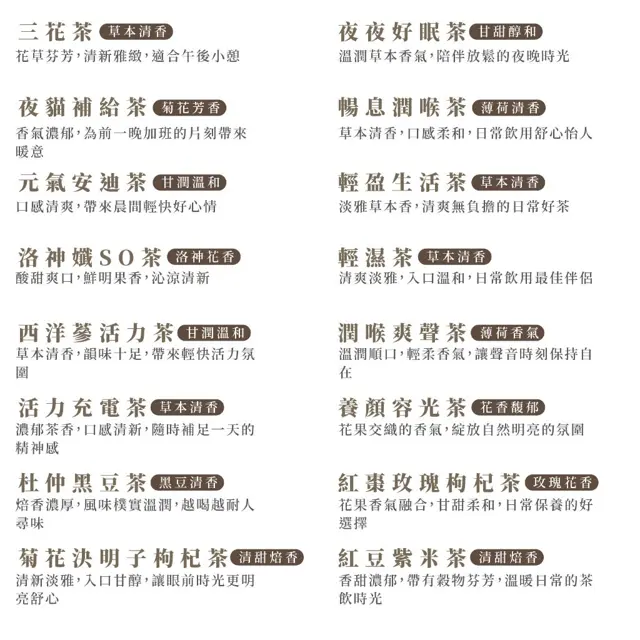 三花茶 草本清香
花草芬芳，清新雅緻，適合午後小憩
夜貓補給茶 菊花芳香
香氣濃郁，為前一晚加班的片刻帶來
暖意
元氣安迪茶 甘潤溫和
口感清爽，帶來晨間輕快好心情
洛神孅SO茶 洛神花香
酸甜爽口，鮮明果香，沁涼清新
西洋蔘活力茶 甘潤溫和
草本清香，韻味十足，帶來輕快活力氛
圍
活力充電茶 草本清香
濃郁茶香，口感清新，隨時補足一天的
精神感
杜仲黑豆茶 黑豆清香
焙香濃厚，風味樸實溫潤，越喝越耐人
尋味
菊花決明子枸杞茶 清甜焙香
清新淡雅，入口甘醇，讓眼前時光更明
亮舒心
夜夜好眠茶 甘甜醇和
溫潤草本香氣，陪伴放鬆的夜晚時光
暢息潤喉茶 薄荷清香
草本清香，口感柔和，日常飲用舒心怡人
輕盈生活茶 草本清香
淡雅草本香，清爽無負擔的日常好茶
輕濕茶 草本清香
清爽淡雅，入口溫和，日常飲用最佳伴侶
潤喉爽聲茶 薄荷香氣
溫潤順口，輕柔香氣，讓聲音時刻保持自
在
養顏容光茶 花香馥郁
花果交織的香氣，綻放自然明亮的氛圍
紅棗玫瑰枸杞茶 玫瑰花香
花果香氣融合，甘甜柔和，日常保養的好
選擇
紅豆紫米茶 清甜焙香
香甜濃郁，帶有穀物芬芳，溫暖日常的茶
飲時光